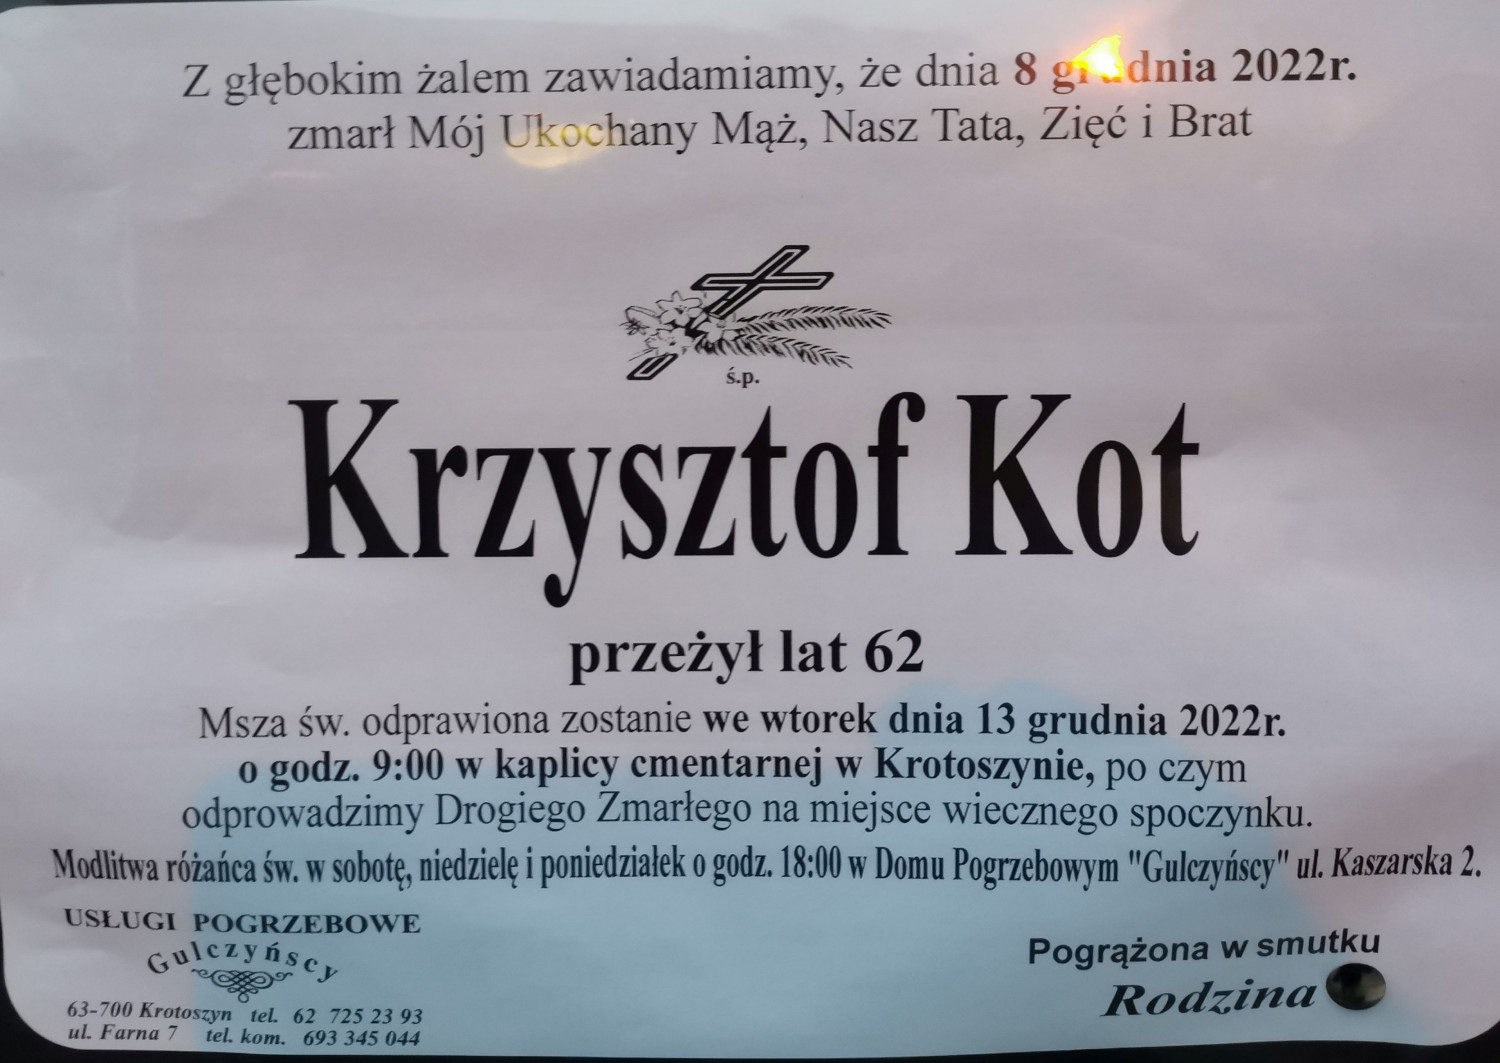 Z głębokim żalem zawiadamiamy, że dnia 8 grudnia 2022r.
zmarł Mój Ukochany Mąż, Nasz Tata, Zięć i Brat
ś.p.
Krzysztof Kot
przeżył lat 62
Msza św. odprawiona zostanie we wtorek dnia 13 grudnia 2022r.
o godz. 9:00 w kaplicy cmentarnej w Krotoszynie, po czym
odprowadzimy Drogiego Zmarłego na miejsce wiecznego spoczynku.
Modlitwa różańca św. w sobotę, niedzielę i poniedziałek o godz. 18:00 w Domu Pogrzebowym "Gulczyńscy" ul. Kaszarska 2.
USŁUGI POGRZEBOWE
Gulczyńscy
63-700 Krotoszyn tel. 62 725 23 93
ul. Farna 7 tel. kom. 693 345 044
Pogrążona w smutku
Rodzina